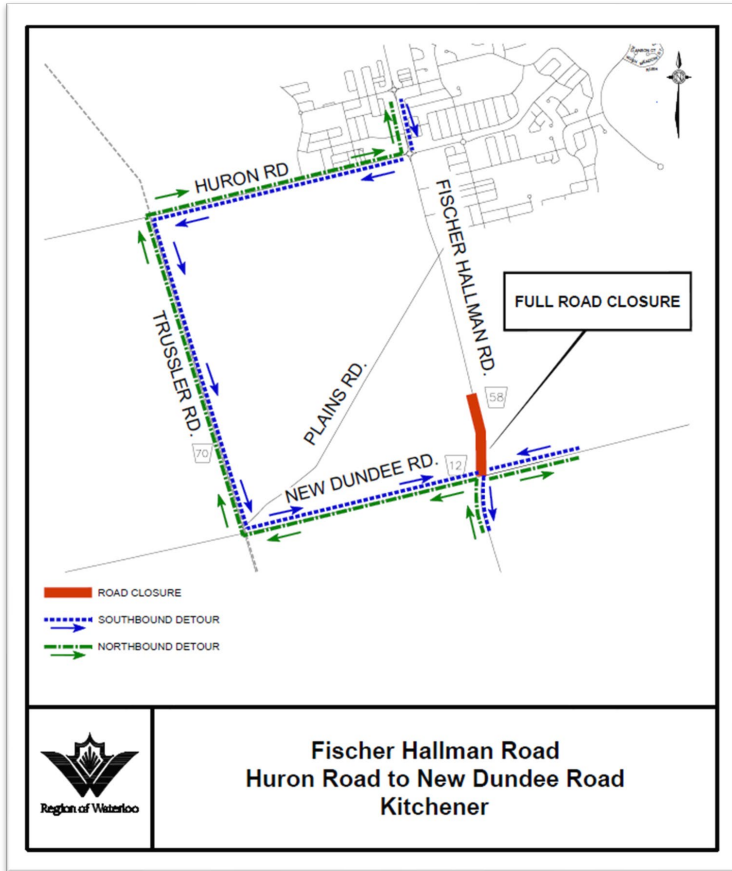 N
HURON RD
FISCHER HALLMAN RD.
FULL ROAD CLOSURE
TRUSSLER RD.
PLAINS RD.
58
70
NEW DUNDEE RD.
12
ROAD CLOSURE
SOUTHBOUND DETOUR
NORTHBOUND DETOUR
Region of Waterloo
Fischer Hallman Road
Huron Road to New Dundee Road
Kitchener